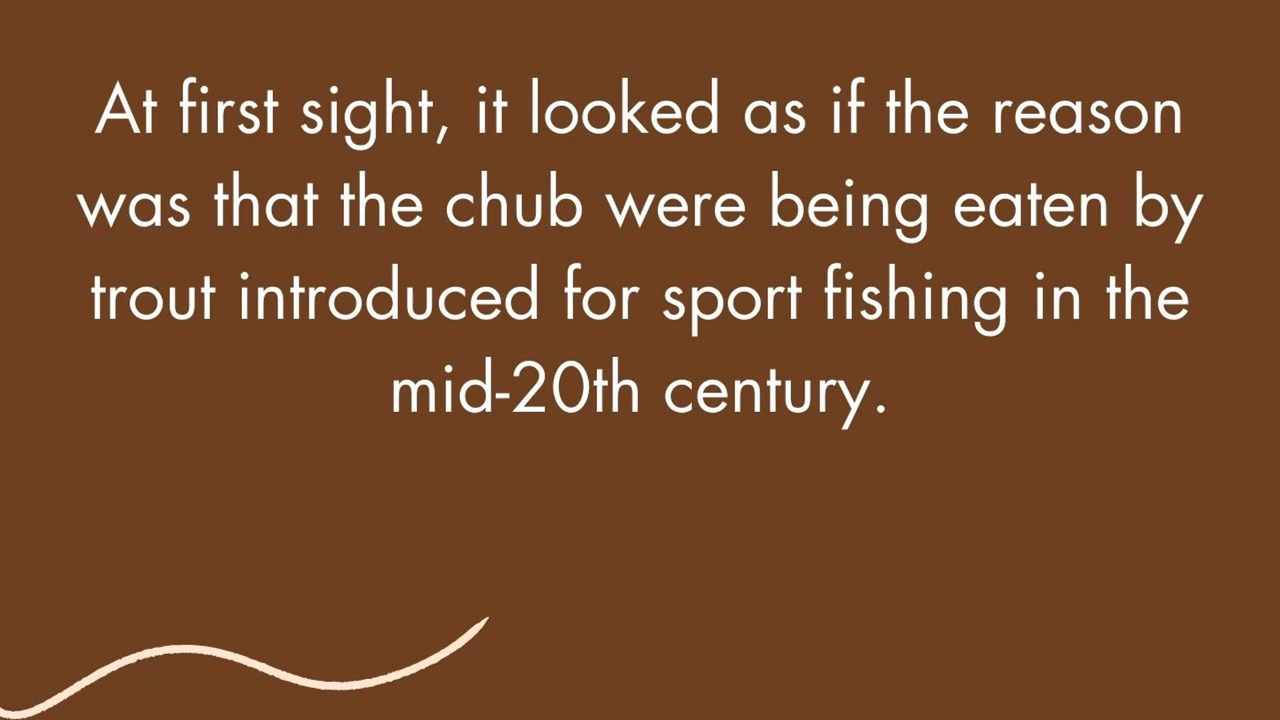 At first sight, it looked as if the reason
was that the chub were being eaten by
trout introduced for sport fishing in the
mid-20th century.